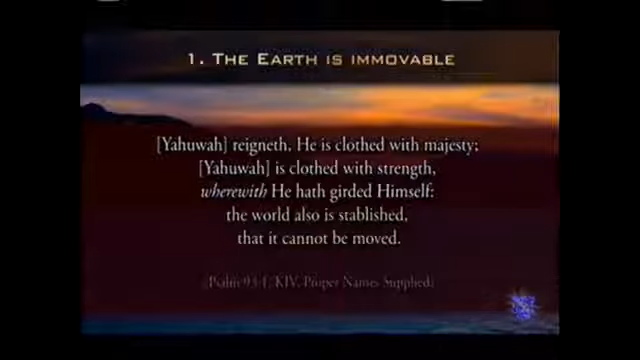 1. The Earth is immovable
[Yahuwah] reigneth, He is clothed with majesty;
[Yahuwah] is clothed with strength,
wherewith He hath girded Himself:
the world also is stablished,
that it cannot be moved.
(Psalm 93:1, KJV, Proper Names Supplied)